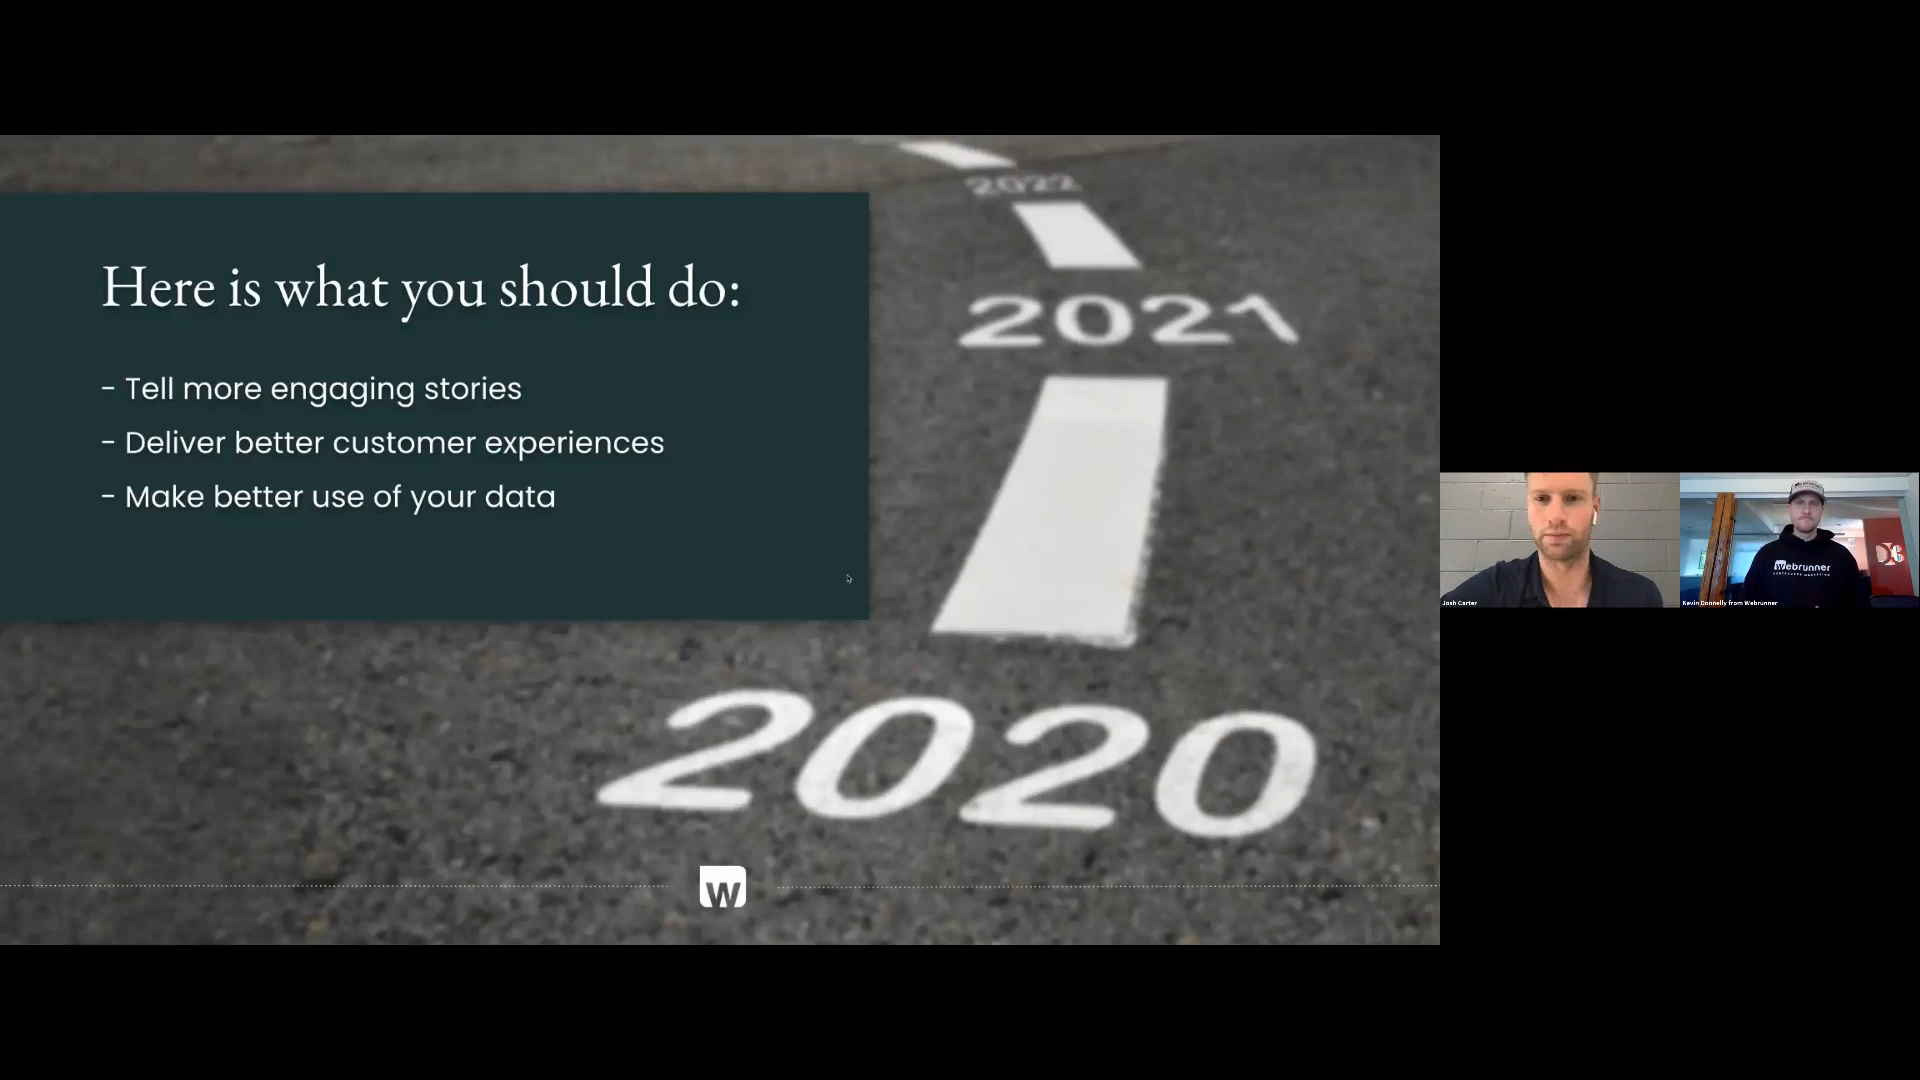 Here is what you should do:
- Tell more engaging stories
- Deliver better customer experiences
- Make better use of your data
2022
2021
2020
W
Josh Carter
Webrunner
Kevin Donnelly from Webrunner